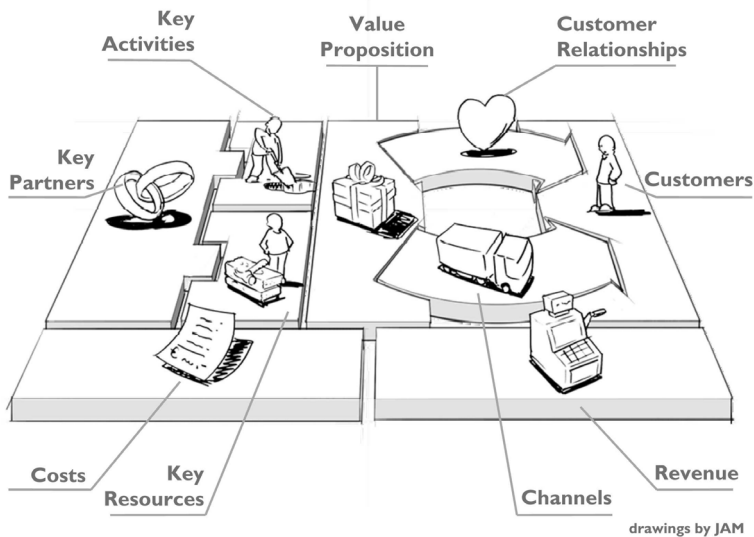 Key
Activities
Value
Proposition
Customer
Relationships
Key
Partners
Customers
Costs
Key
Resources
Channels
Revenue
drawings by JAM